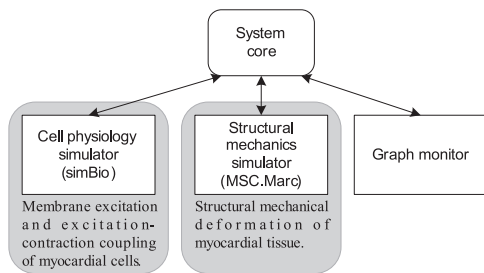 System
core
Cell physiology
simulator
(simBio)
Membrane excitation
and excitation-
contraction coupling
of myocardial cells.
Structural
mechanics
simulator
(MSC.Marc)
Structural mechanical
deformation of
myocardial tissue.
Graph monitor